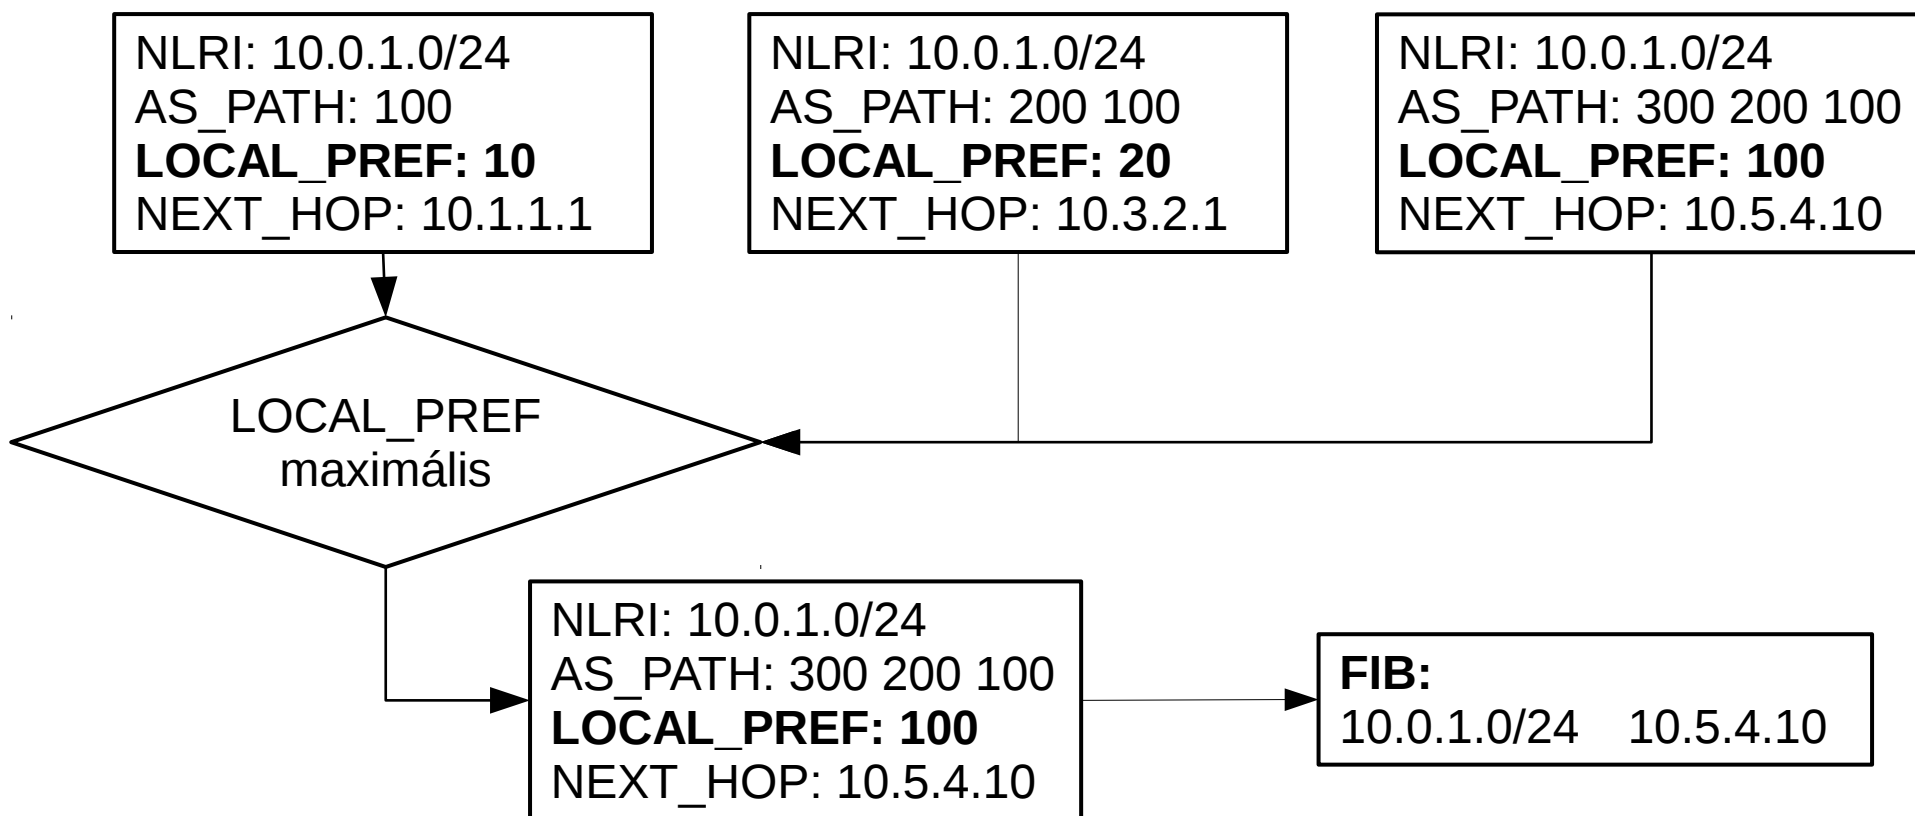 NLRI: 10.0.1.0/24
AS_PATH: 100
LOCAL_PREF: 10
NEXT_HOP: 10.1.1.1
NLRI: 10.0.1.0/24
AS_PATH: 200 100
LOCAL_PREF: 20
NEXT_HOP: 10.3.2.1
NLRI: 10.0.1.0/24
AS_PATH: 300 200 100
LOCAL_PREF: 100
NEXT_HOP: 10.5.4.10
LOCAL_PREF
maximális
NLRI: 10.0.1.0/24
AS_PATH: 300 200 100
LOCAL_PREF: 100
NEXT_HOP: 10.5.4.10
FIB:
10.0.1.0/24 10.5.4.10